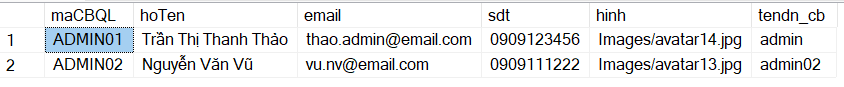 maCBQL hoTen email sdt hinh tendn_cb
1 ADMIN01 Trần Thị Thanh Thảo thao.admin@email.com 0909123456 Images/avatar14.jpg admin
2 ADMIN02 Nguyễn Văn Vũ vu.nv@email.com 0909111222 Images/avatar13.jpg admin02